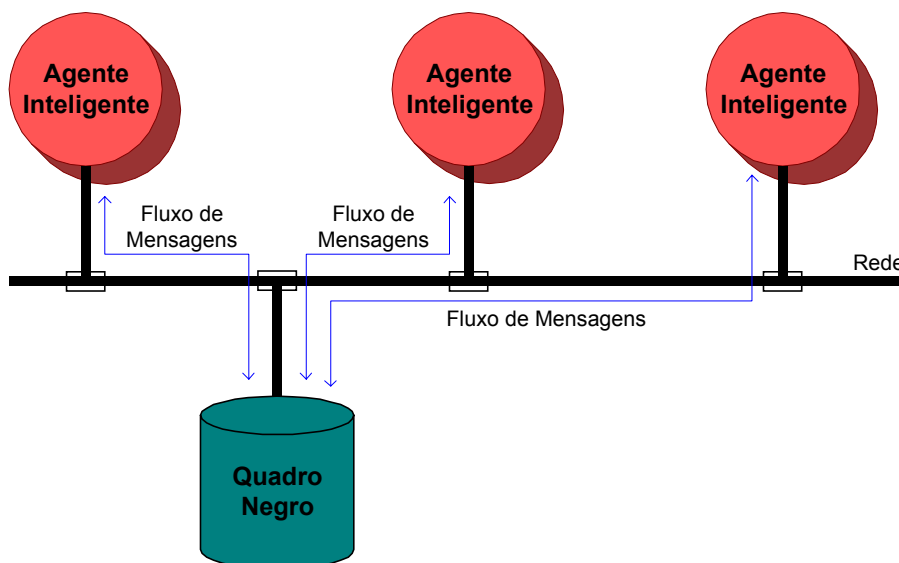 Agente
Inteligente
Agente
Inteligente
Agente
Inteligente
Fluxo de
Mensagens
Fluxo de
Mensagens
Rede
Fluxo de Mensagens
Quadro
Negro